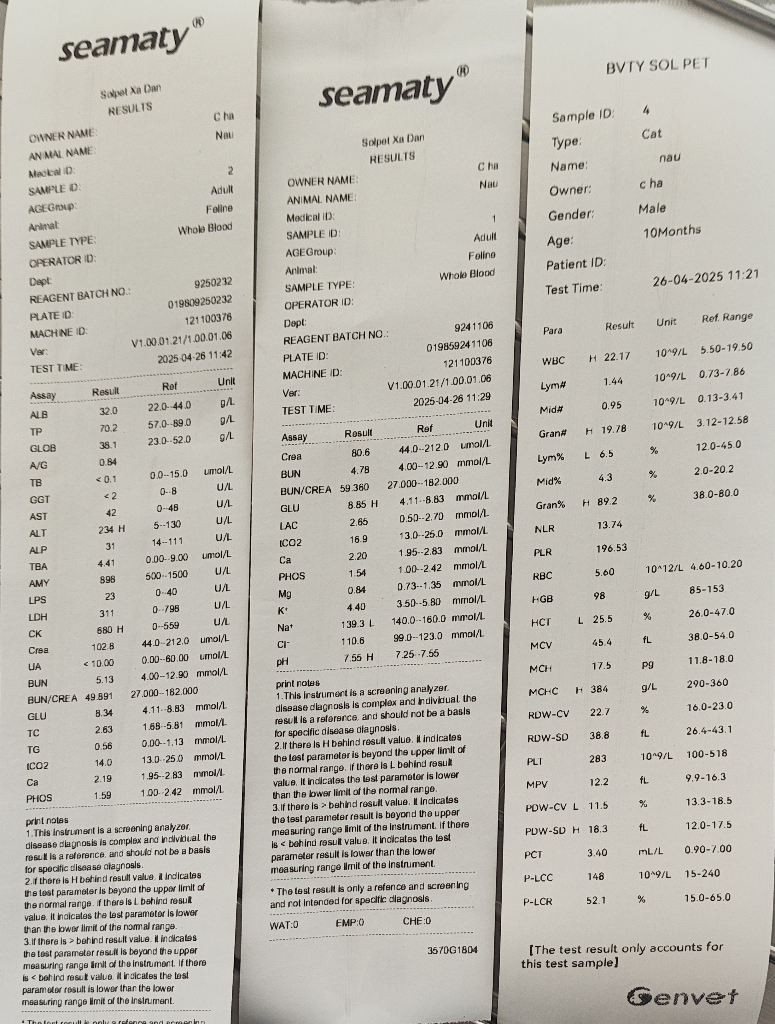 seamaty®
Solpet Xa Dan
RESULTS
OWNER NAME: C ha
ANIMAL NAME: Nau
Medical ID:
SAMPLE ID: 2
AGEGroup: Adult
Animal: Feline
SAMPLE TYPE: Whole Blood
OPERATOR ID:
Dept:
REAGENT BATCH NO.: 9250232
PLATE ID: 019809250232
MACHINE ID: 121100376
Ver: V1.00.01.21/1.00.01.06
TEST TIME: 2025-04-26 11:42
Assay Result Ref Unit
ALB 32.0 22.0--44.0 g/L
TP 70.2 57.0--89.0 g/L
GLOB 38.1 23.0--52.0 g/L
A/G 0.84
TB < 0.1 0.0--15.0 umol/L
GGT < 2 0--8 U/L
AST 42 0--48 U/L
ALT 234 H 5--130 U/L
ALP 31 14--111 U/L
TBA 4.41 0.00--9.00 umol/L
AMY 898 500--1500 U/L
LPS 23 0--40 U/L
LDH 311 0--798 U/L
CK 680 H 0--559 U/L
Crea 102.8 44.0--212.0 umol/L
UA < 10.00 0.00--60.00 umol/L
BUN 5.13 4.00--12.90 mmol/L
BUN/CREA 49.891 27.000--182.000
GLU 8.34 4.11--8.83 mmol/L
TC 2.63 1.68--5.81 mmol/L
TG 0.56 0.00--1.13 mmol/L
tCO2 14.0 13.0--25.0 mmol/L
Ca 2.19 1.95--2.83 mmol/L
PHOS 1.59 1.00--2.42 mmol/L
print notes
1.This instrument is a screening analyzer,
disease diagnosis is complex and individual, the
result is a reference, and should not be a basis
for specific disease diagnosis.
2.If there is H behind result value, it indicates
the test parameter is beyond the upper limit of
the normal range, if there is L behind result
value, it indicates the test parameter is lower
than the lower limit of the normal range.
3.If there is > behind result value, it indicates
the test parameter result is beyond the upper
measuring range limit of the instrument, if there
is < behind result value, it indicates the test
parameter result is lower than the lower
measuring range limit of the instrument.
* The test result is only a refence and screening
seamaty®
Solpet Xa Dan
RESULTS
OWNER NAME: C ha
ANIMAL NAME: Nau
Medical ID:
SAMPLE ID: 1
AGEGroup: Adult
Animal: Feline
SAMPLE TYPE: Whole Blood
OPERATOR ID:
Dept:
REAGENT BATCH NO.: 9241106
PLATE ID: 019859241106
MACHINE ID: 121100376
Ver: V1.00.01.21/1.00.01.06
TEST TIME: 2025-04-26 11:29
Assay Result Ref Unit
Crea 80.6 44.0--212.0 umol/L
BUN 4.78 4.00--12.90 mmol/L
BUN/CREA 59.360 27.000--182.000
GLU 8.85 H 4.11--8.83 mmol/L
LAC 2.65 0.50--2.70 mmol/L
tCO2 16.9 13.0--25.0 mmol/L
Ca 2.20 1.95--2.83 mmol/L
PHOS 1.54 1.00--2.42 mmol/L
Mg 0.84 0.73--1.35 mmol/L
K⁺ 4.40 3.50--5.80 mmol/L
Na⁺ 139.3 L 140.0--160.0 mmol/L
Cl⁻ 110.6 99.0--123.0 mmol/L
pH 7.55 H 7.25--7.55
print notes
1.This instrument is a screening analyzer,
disease diagnosis is complex and individual, the
result is a reference, and should not be a basis
for specific disease diagnosis.
2.If there is H behind result value, it indicates
the test parameter is beyond the upper limit of
the normal range, if there is L behind result
value, it indicates the test parameter is lower
than the lower limit of the normal range.
3.If there is > behind result value, it indicates
the test parameter result is beyond the upper
measuring range limit of the instrument, if there
is < behind result value, it indicates the test
parameter result is lower than the lower
measuring range limit of the instrument.
* The test result is only a refence and screening
and not intended for specific diagnosis.
WAT:0 EMP:0 CHE:0
3570G1804
BVTY SOL PET
Sample ID: 4
Type: Cat
Name: nau
Owner: c ha
Gender: Male
Age: 10Months
Patient ID:
Test Time: 26-04-2025 11:21
Para Result Unit Ref. Range
WBC H 22.17 10^9/L 5.50-19.50
Lym# 1.44 10^9/L 0.73-7.86
Mid# 0.95 10^9/L 0.13-3.41
Gran# H 19.78 10^9/L 3.12-12.58
Lym% L 6.5 % 12.0-45.0
Mid% 4.3 % 2.0-20.2
Gran% H 89.2 % 38.0-80.0
NLR 13.74
PLR 196.53
RBC 5.60 10^12/L 4.60-10.20
HGB 98 g/L 85-153
HCT L 25.5 % 26.0-47.0
MCV 45.4 fL 38.0-54.0
MCH 17.5 pg 11.8-18.0
MCHC H 384 g/L 290-360
RDW-CV 22.7 % 16.0-23.0
RDW-SD 38.8 fL 26.4-43.1
PLT 283 10^9/L 100-518
MPV 12.2 fL 9.9-16.3
PDW-CV L 11.5 % 13.3-18.5
PDW-SD H 18.3 fL 12.0-17.5
PCT 3.40 mL/L 0.90-7.00
P-LCC 148 10^9/L 15-240
P-LCR 52.1 % 15.0-65.0
【The test result only accounts for
this test sample】
Genvet